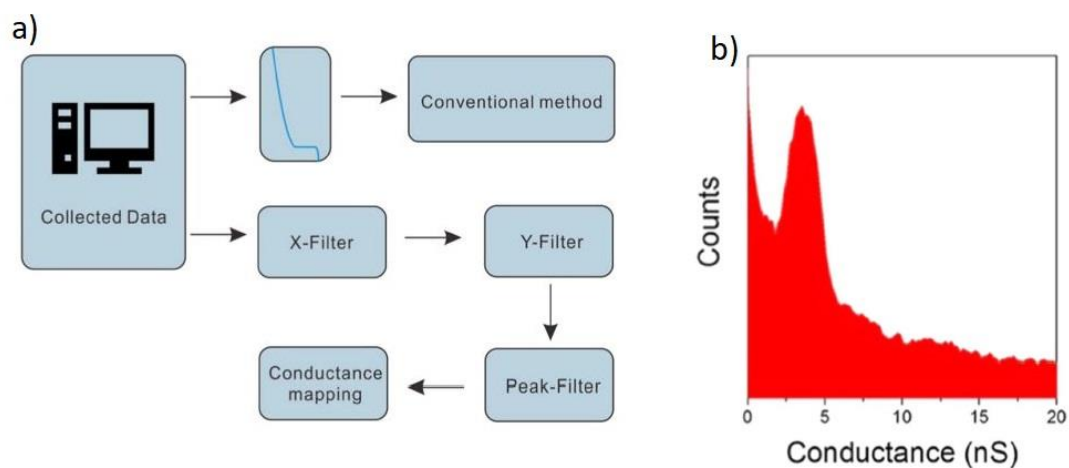 a)
Collected Data
Conventional method
X-Filter
Y-Filter
Peak-Filter
Conductance
mapping
b)
Counts
0
5
10
15
20
Conductance (nS)